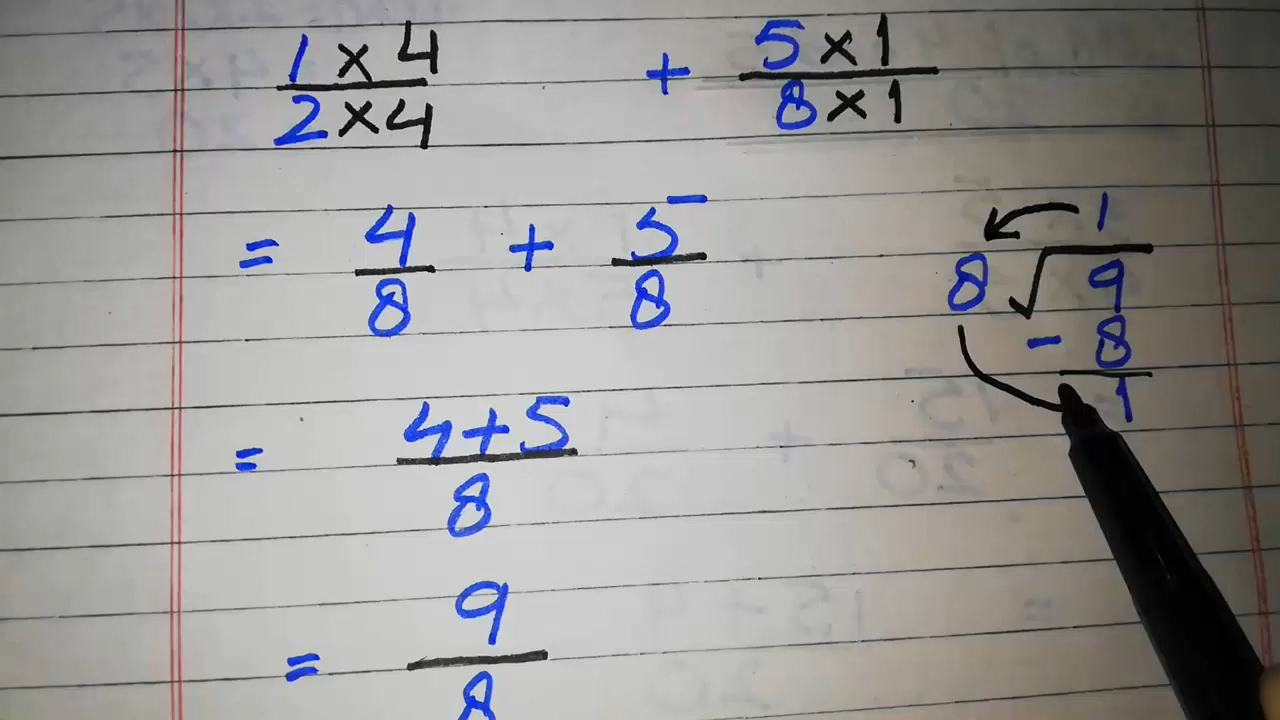 1 × 4 / 2 × 4 + 5 × 1 / 8 × 1
= 4/8 + 5/8
= 4+5 / 8
= 9/8
1
8 √ 9
- 8
1